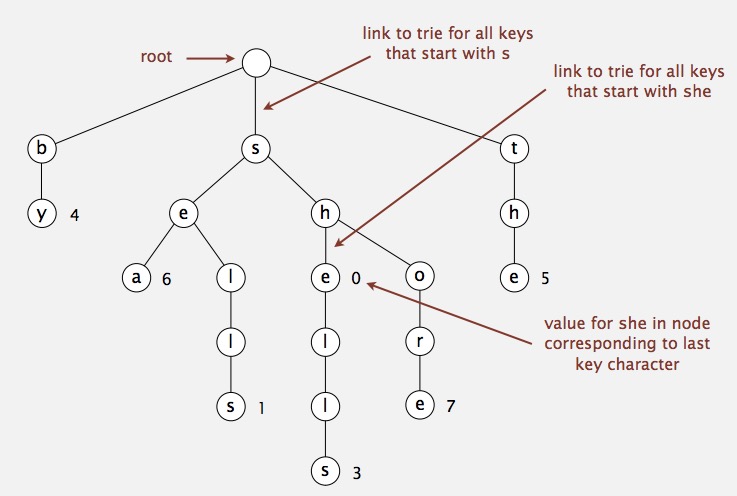 link to trie for all keys
that start with s
root
link to trie for all keys
that start with she
b
s
t
y 4
e
h
h
a 6
l
e 0
o
e 5
l
l
r
value for she in node
corresponding to last
key character
s 1
l
e 7
s 3